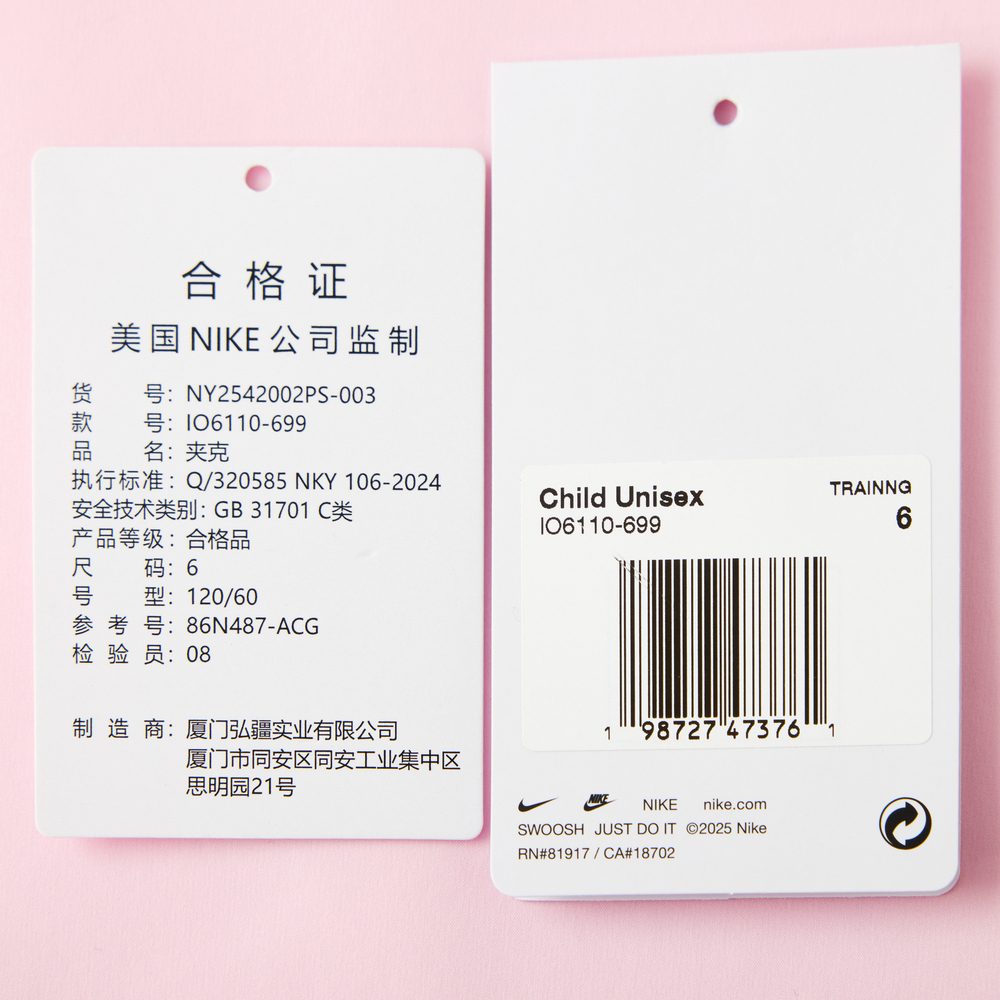 合格证
美国NIKE公司监制
货号：NY2542002PS-003
款号：IO6110-699
品名：夹克
执行标准：Q/320585 NKY 106-2024
安全技术类别：GB 31701 C类
产品等级：合格品
尺码：6
号型：120/60
参考号：86N487-ACG
检验员：08
制造商：厦门弘疆实业有限公司
厦门市同安区同安工业集中区
思明园21号
Child Unisex
TRAINNG
IO6110-699
6
1 98727 47376 1
NIKE NIKE nike.com
SWOOSH JUST DO IT ©2025 Nike
RN#81917 / CA#18702